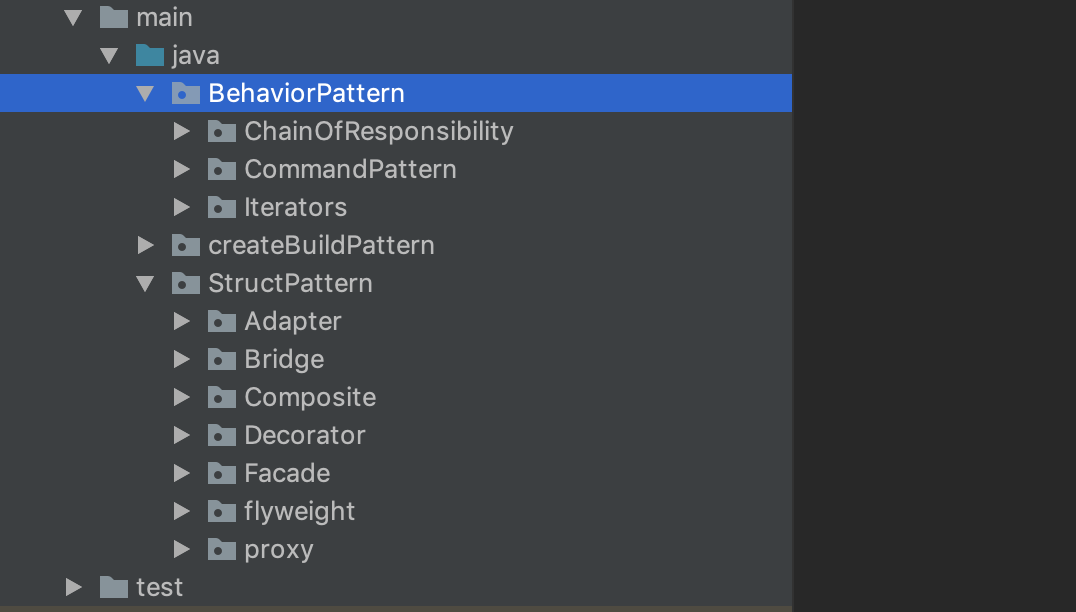 main
java
BehaviorPattern
ChainOfResponsibility
CommandPattern
Iterators
createBuildPattern
StructPattern
Adapter
Bridge
Composite
Decorator
Facade
flyweight
proxy
test